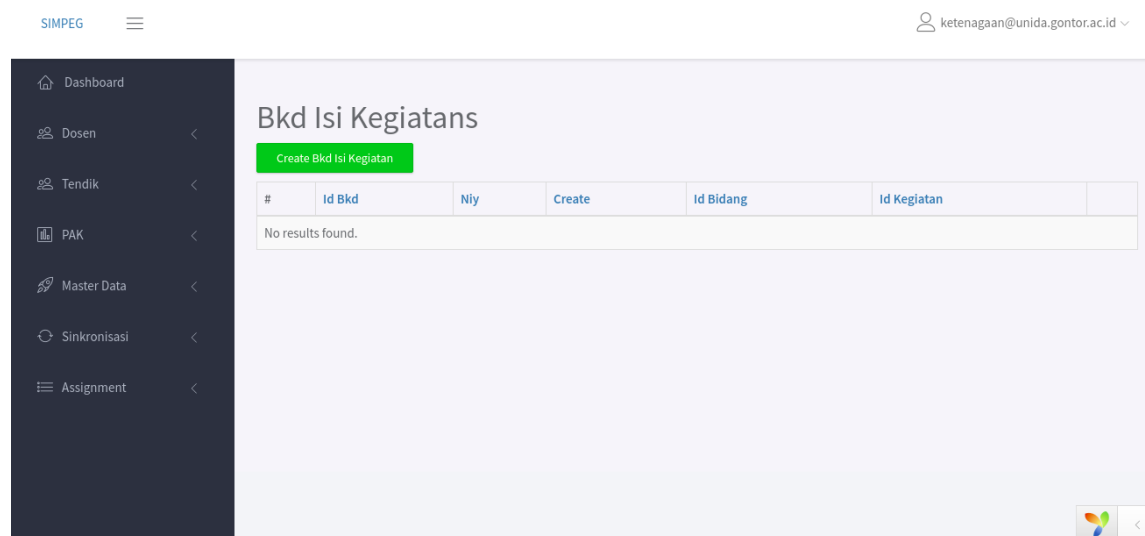 SIMPEG
ketenagaan@unida.gontor.ac.id
Dashboard
Dosen
Tendik
PAK
Master Data
Sinkronisasi
Assignment
Bkd Isi Kegiatans
Create Bkd Isi Kegiatan
# Id Bkd Niy Create Id Bidang Id Kegiatan
No results found.